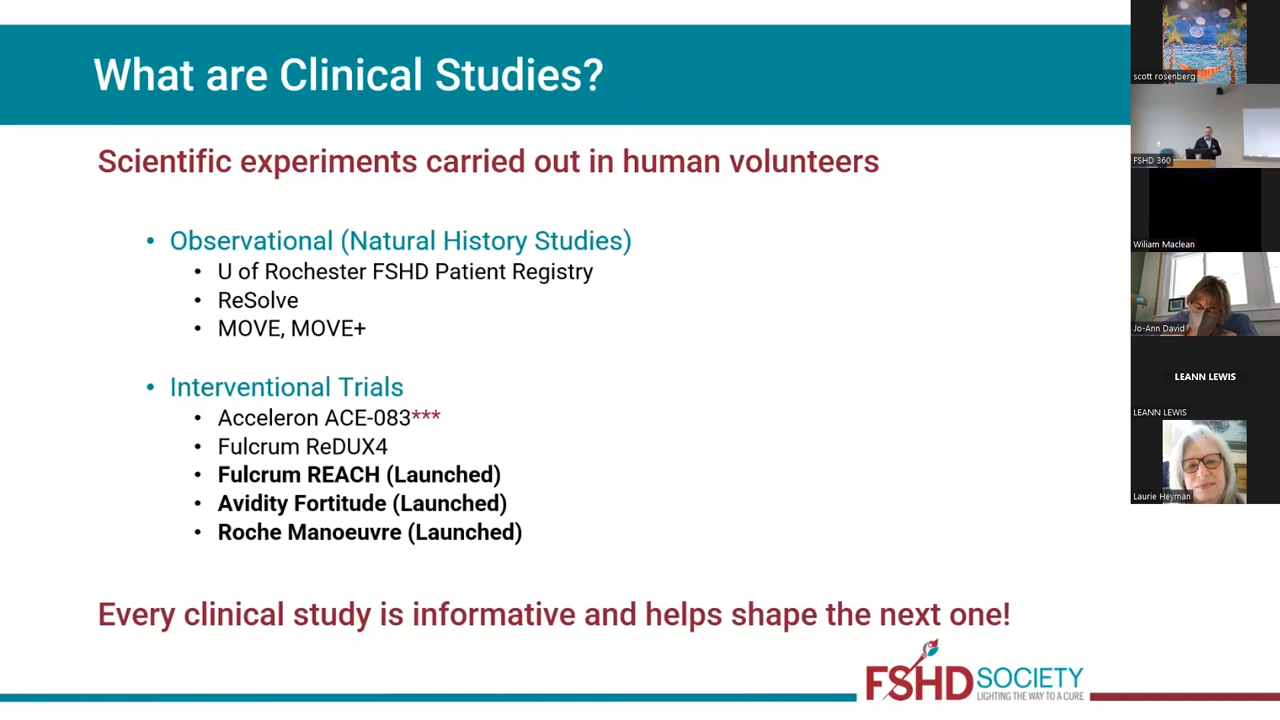 What are Clinical Studies?
Scientific experiments carried out in human volunteers
• Observational (Natural History Studies)
• U of Rochester FSHD Patient Registry
• ReSolve
• MOVE, MOVE+
• Interventional Trials
• Acceleron ACE-083***
• Fulcrum ReDUX4
• Fulcrum REACH (Launched)
• Avidity Fortitude (Launched)
• Roche Manoeuvre (Launched)
Every clinical study is informative and helps shape the next one!
FSHD SOCIETY
LIGHTING THE WAY TO A CURE
scott rosenberg
FSHD 360
Wiliam Maclean
Jo-Ann David
LEANN LEWIS
LEANN LEWIS
Laurie Heyman